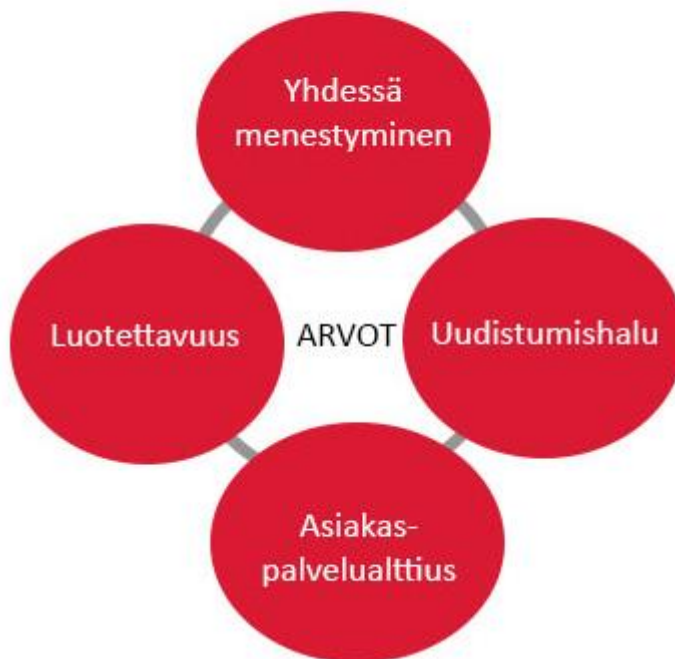 Yhdessä
menestyminen
Luotettavuus
ARVOT
Uudistumishalu
Asiakas-
palvelualttius